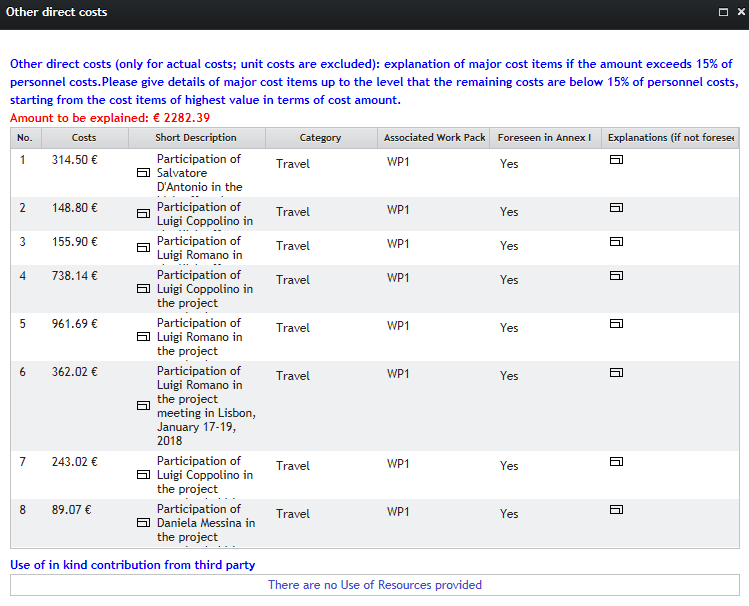 Other direct costs
Other direct costs (only for actual costs; unit costs are excluded): explanation of major cost items if the amount exceeds 15% of
personnel costs.Please give details of major cost items up to the level that the remaining costs are below 15% of personnel costs,
starting from the cost items of highest value in terms of cost amount.
Amount to be explained: € 2282.39
No. Costs Short Description Category Associated Work Pack Foreseen in Annex I Explanations (if not foresee
1 314.50 € Participation of Travel WP1 Yes
Salvatore
D'Antonio in the
2 148.80 € Participation of Travel WP1 Yes
Luigi Coppolino in
3 155.90 € Participation of Travel WP1 Yes
Luigi Romano in
4 738.14 € Participation of Travel WP1 Yes
Luigi Coppolino in
the project
5 961.69 € Participation of Travel WP1 Yes
Luigi Romano in
the project
6 362.02 € Participation of Travel WP1 Yes
Luigi Romano in
the project
meeting in Lisbon,
January 17-19,
2018
7 243.02 € Participation of Travel WP1 Yes
Luigi Coppolino in
the project
8 89.07 € Participation of Travel WP1 Yes
Daniela Messina in
the project
Use of in kind contribution from third party
There are no Use of Resources provided